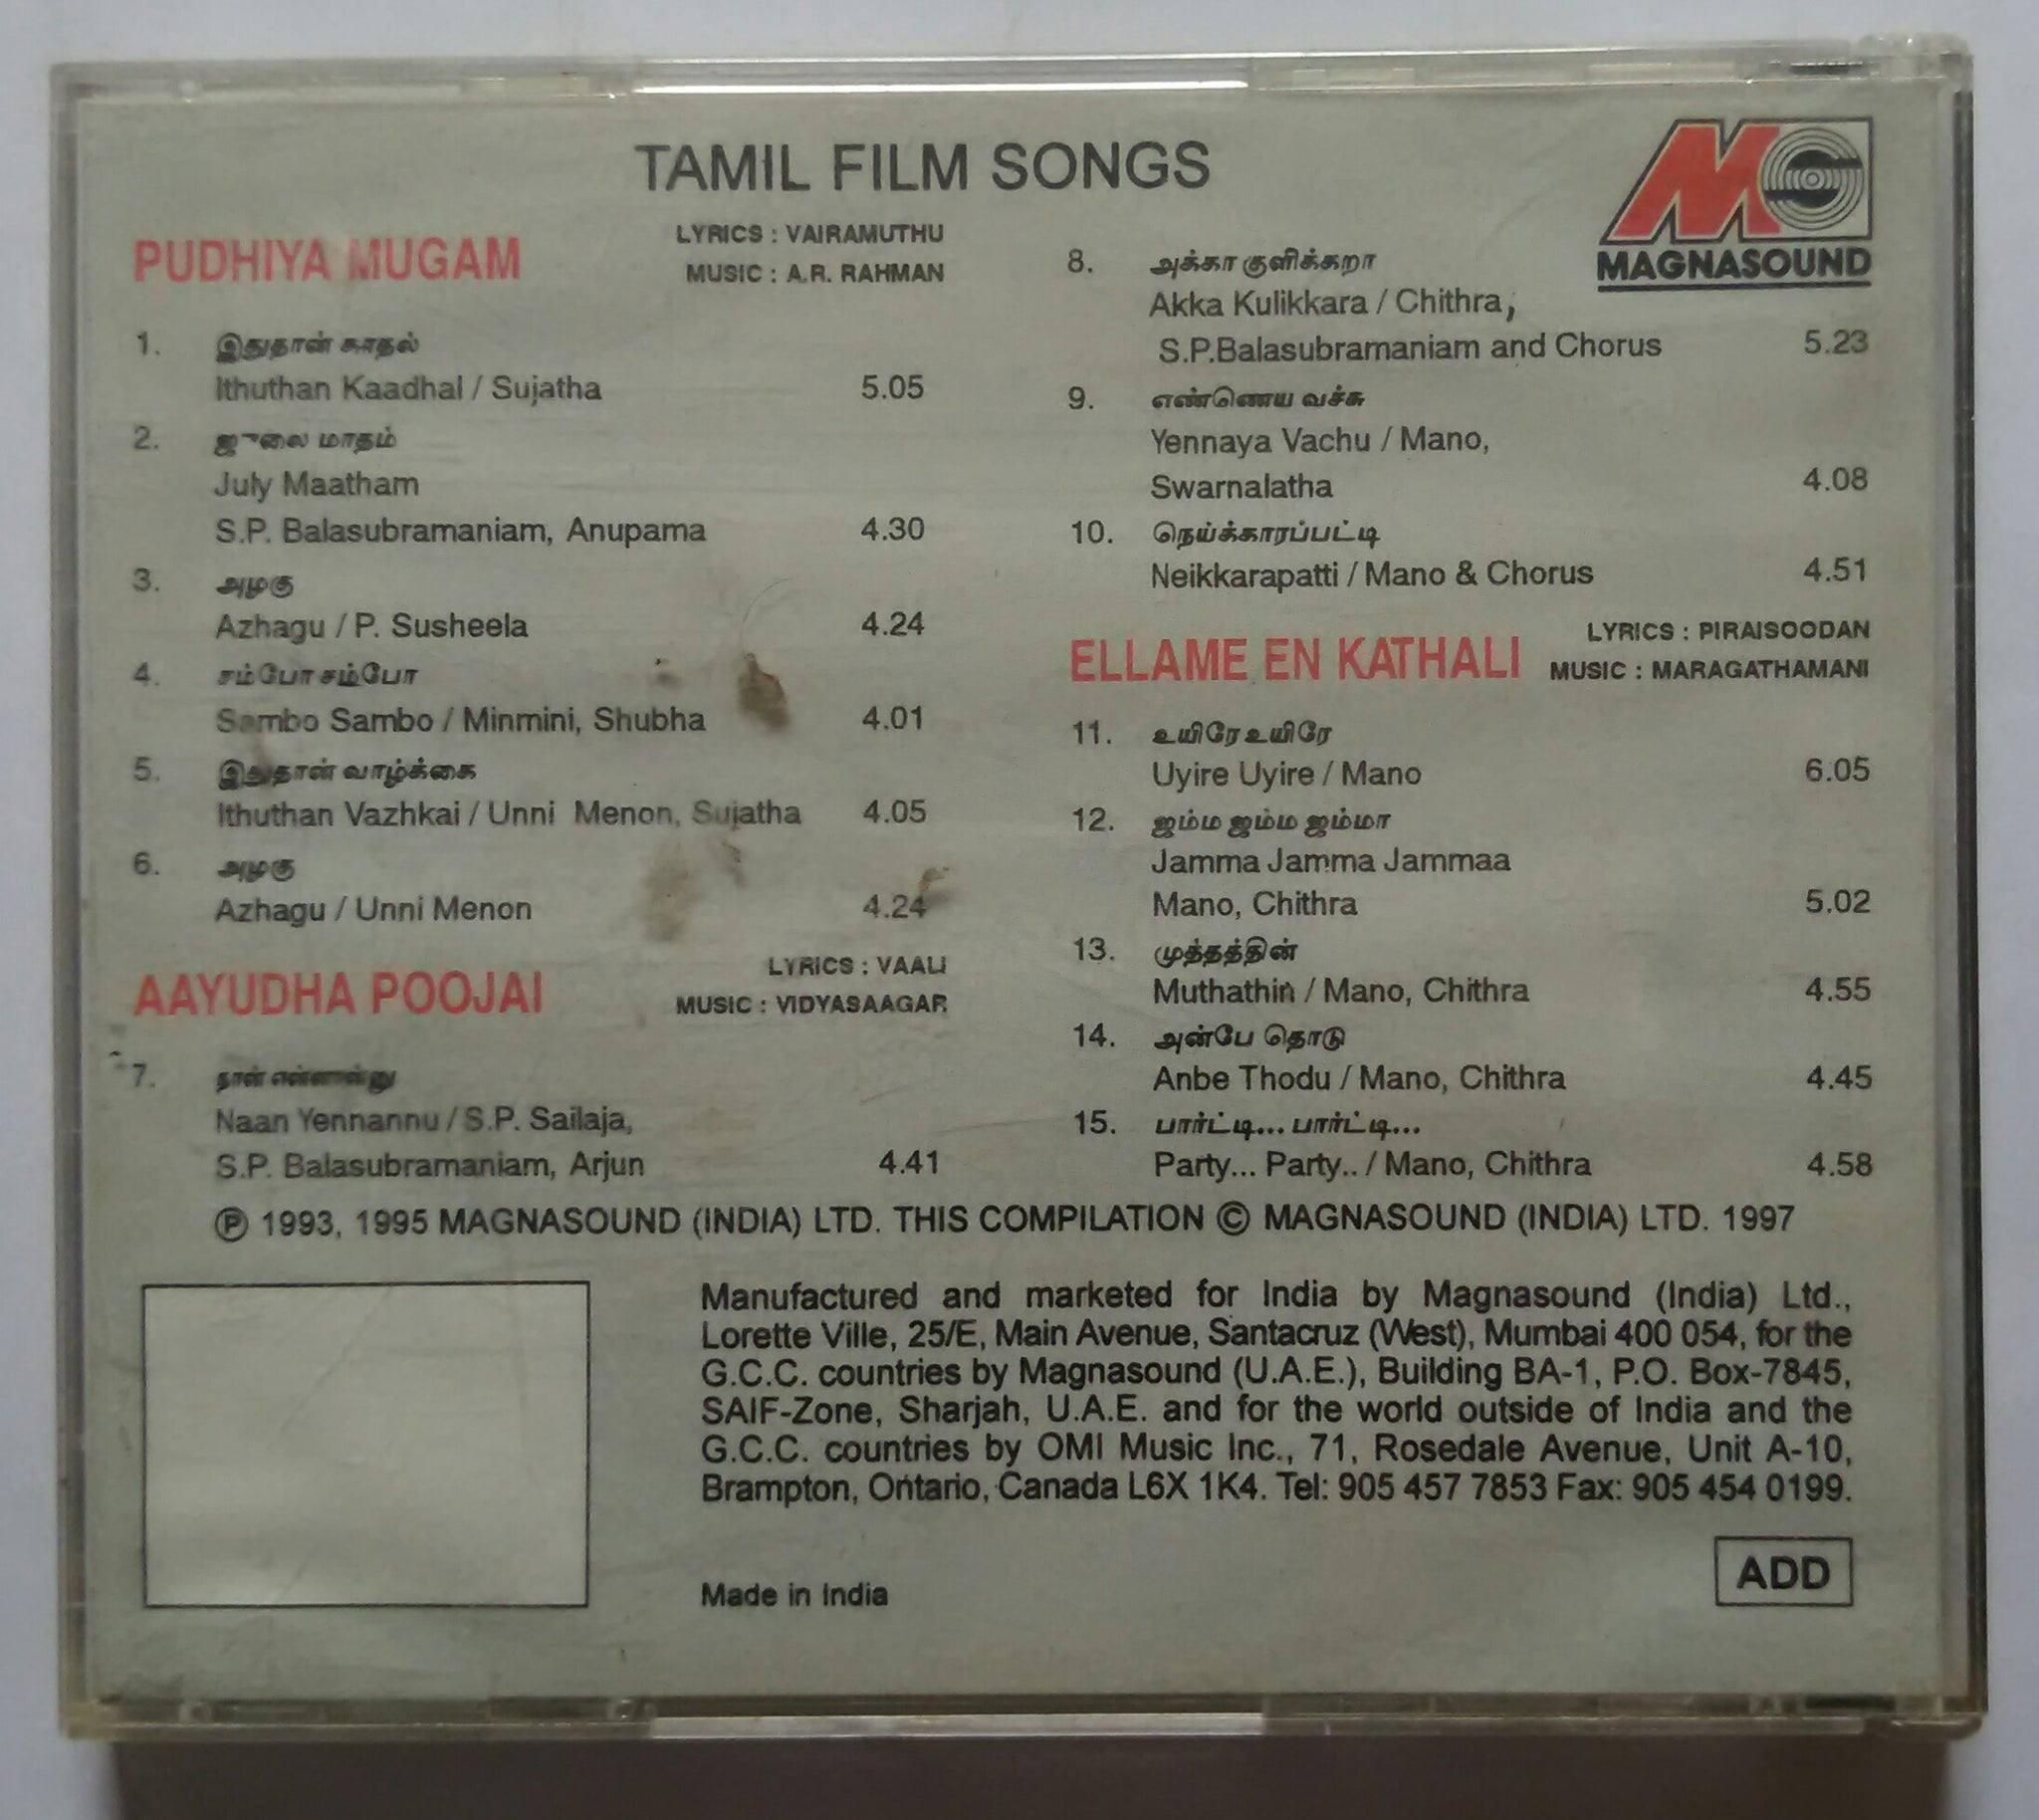 TAMIL FILM SONGS
MAGNASOUND
PUDHIYA MUGAM
LYRICS : VAIRAMUTHU
MUSIC : A.R. RAHMAN
1. இதுதான் காதல்
Ithuthan Kaadhal / Sujatha 5.05
2. ஜுலை மாதம்
July Maatham
S.P. Balasubramaniam, Anupama 4.30
3. அழகு
Azhagu / P. Susheela 4.24
4. சம்போ சம்போ
Sambo Sambo / Minmini, Shubha 4.01
5. இதுதான் வாழ்க்கை
Ithuthan Vazhkai / Unni Menon, Sujatha 4.05
6. அழகு
Azhagu / Unni Menon 4.24
AAYUDHA POOJAI
LYRICS : VAALI
MUSIC : VIDYASAAGAR
7. நான் என்னான்னு
Naan Yennannu / S.P. Sailaja,
S.P. Balasubramaniam, Arjun 4.41
8. அக்கா குளிக்கறா
Akka Kulikkara / Chithra,
S.P.Balasubramaniam and Chorus 5.23
9. எண்ணெய வச்சு
Yennaya Vachu / Mano,
Swarnalatha 4.08
10. நெய்க்காரப்பட்டி
Neikkarapatti / Mano & Chorus 4.51
ELLAME EN KATHALI
LYRICS : PIRAISOODAN
MUSIC : MARAGATHAMANI
11. உயிரே உயிரே
Uyire Uyire / Mano 6.05
12. ஜம்ம ஜம்ம ஜம்மா
Jamma Jamma Jammaa
Mano, Chithra 5.02
13. முத்தத்தின்
Muthathin / Mano, Chithra 4.55
14. அன்பே தொடு
Anbe Thodu / Mano, Chithra 4.45
15. பார்ட்டி... பார்ட்டி...
Party... Party.. / Mano, Chithra 4.58
Ⓟ 1993, 1995 MAGNASOUND (INDIA) LTD. THIS COMPILATION © MAGNASOUND (INDIA) LTD. 1997
Manufactured and marketed for India by Magnasound (India) Ltd.,
Lorette Ville, 25/E, Main Avenue, Santacruz (West), Mumbai 400 054, for the
G.C.C. countries by Magnasound (U.A.E.), Building BA-1, P.O. Box-7845,
SAIF-Zone, Sharjah, U.A.E. and for the world outside of India and the
G.C.C. countries by OMI Music Inc., 71, Rosedale Avenue, Unit A-10,
Brampton, Ontario, Canada L6X 1K4. Tel: 905 457 7853 Fax: 905 454 0199.
Made in India
ADD